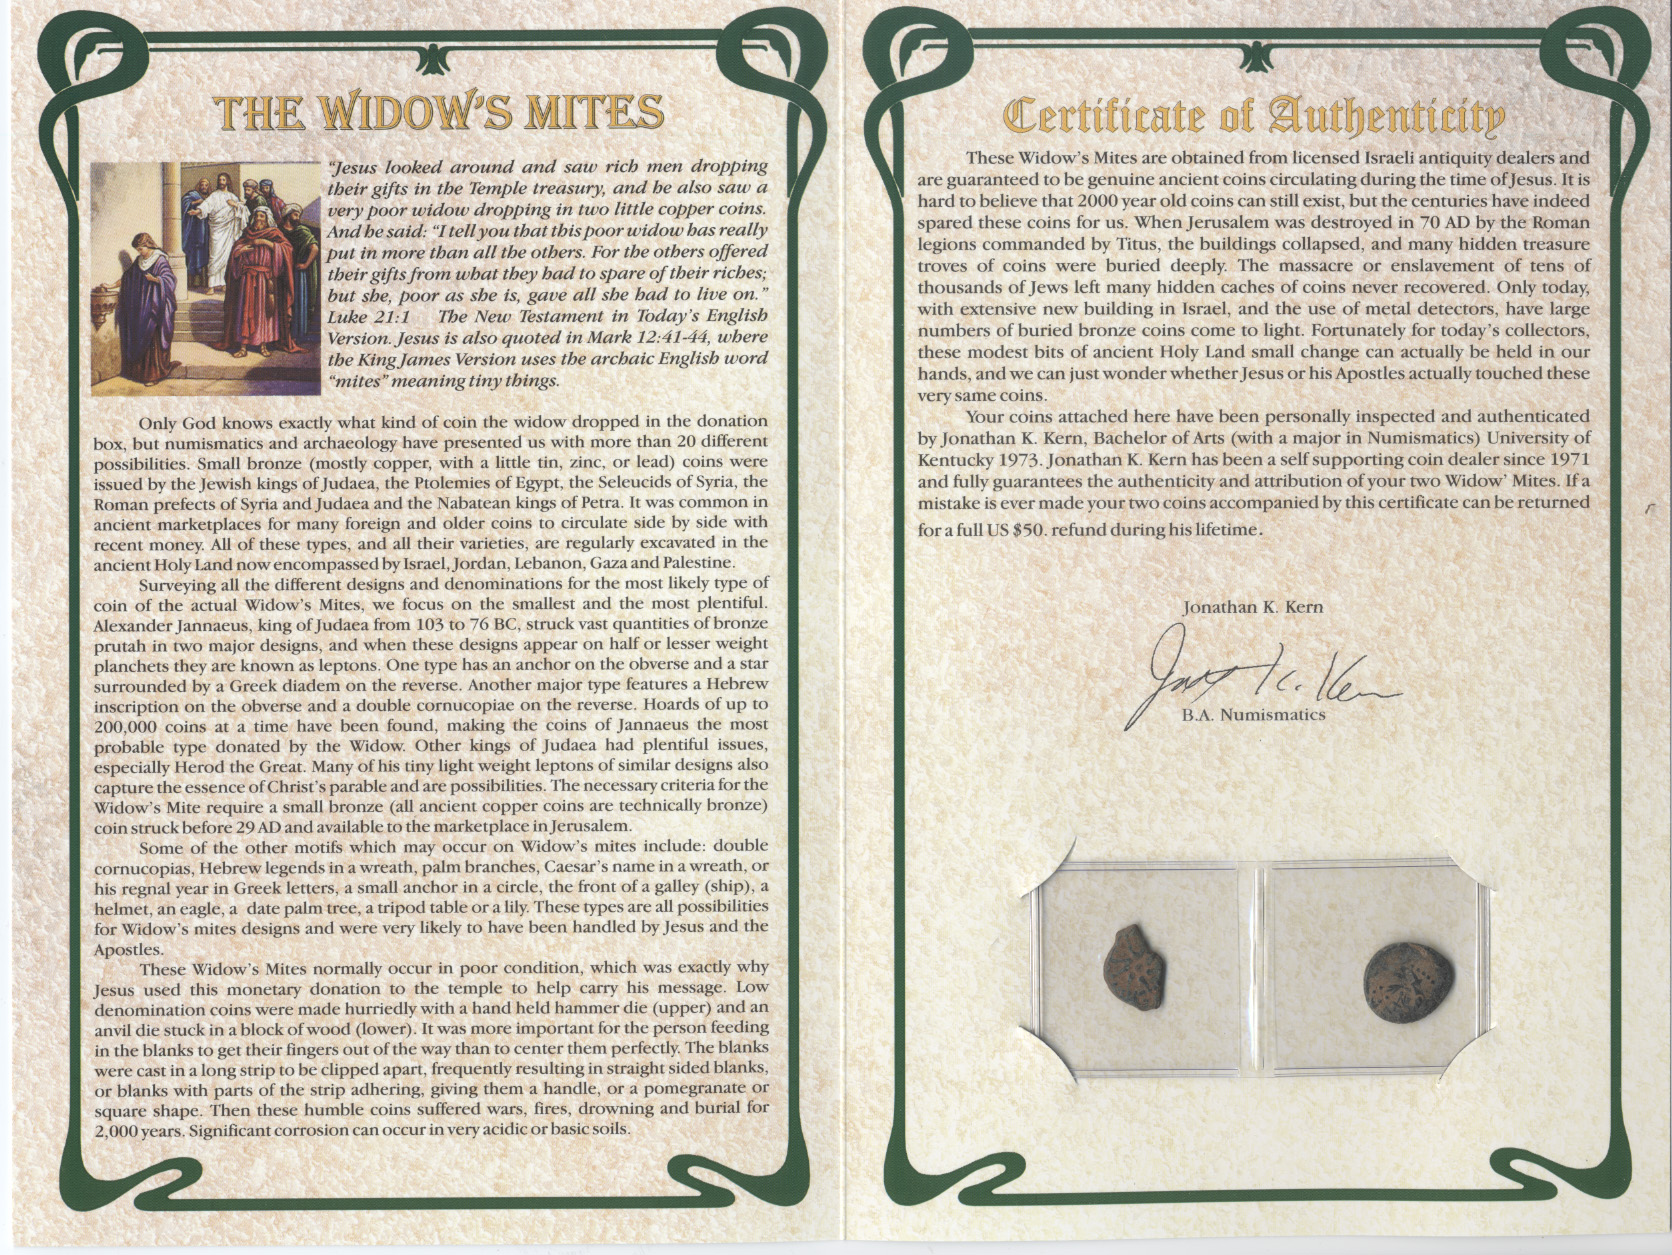 THE WIDOW'S MITES
"Jesus looked around and saw rich men dropping
their gifts in the Temple treasury, and he also saw a
very poor widow dropping in two little copper coins.
And he said: "I tell you that this poor widow has really
put in more than all the others. For the others offered
their gifts from what they had to spare of their riches;
but she, poor as she is, gave all she had to live on."
Luke 21:1 The New Testament in Today's English
Version. Jesus is also quoted in Mark 12:41-44, where
the King James Version uses the archaic English word
"mites" meaning tiny things.
Only God knows exactly what kind of coin the widow dropped in the donation
box, but numismatics and archaeology have presented us with more than 20 different
possibilities. Small bronze (mostly copper, with a little tin, zinc, or lead) coins were
issued by the Jewish kings of Judaea, the Ptolemies of Egypt, the Seleucids of Syria, the
Roman prefects of Syria and Judaea and the Nabatean kings of Petra. It was common in
ancient marketplaces for many foreign and older coins to circulate side by side with
recent money. All of these types, and all their varieties, are regularly excavated in the
ancient Holy Land now encompassed by Israel, Jordan, Lebanon, Gaza and Palestine.
Surveying all the different designs and denominations for the most likely type of
coin of the actual Widow's Mites, we focus on the smallest and the most plentiful.
Alexander Jannaeus, king of Judaea from 103 to 76 BC, struck vast quantities of bronze
prutah in two major designs, and when these designs appear on half or lesser weight
planchets they are known as leptons. One type has an anchor on the obverse and a star
surrounded by a Greek diadem on the reverse. Another major type features a Hebrew
inscription on the obverse and a double cornucopiae on the reverse. Hoards of up to
200,000 coins at a time have been found, making the coins of Jannaeus the most
probable type donated by the Widow. Other kings of Judaea had plentiful issues,
especially Herod the Great. Many of his tiny light weight leptons of similar designs also
capture the essence of Christ's parable and are possibilities. The necessary criteria for the
Widow's Mite require a small bronze (all ancient copper coins are technically bronze)
coin struck before 29 AD and available to the marketplace in Jerusalem.
Some of the other motifs which may occur on Widow's mites include: double
cornucopias, Hebrew legends in a wreath, palm branches, Caesar's name in a wreath, or
his regnal year in Greek letters, a small anchor in a circle, the front of a galley (ship), a
helmet, an eagle, a date palm tree, a tripod table or a lily. These types are all possibilities
for Widow's mites designs and were very likely to have been handled by Jesus and the
Apostles.
These Widow's Mites normally occur in poor condition, which was exactly why
Jesus used this monetary donation to the temple to help carry his message. Low
denomination coins were made hurriedly with a hand held hammer die (upper) and an
anvil die stuck in a block of wood (lower). It was more important for the person feeding
in the blanks to get their fingers out of the way than to center them perfectly. The blanks
were cast in a long strip to be clipped apart, frequently resulting in straight sided blanks,
or blanks with parts of the strip adhering, giving them a handle, or a pomegranate or
square shape. Then these humble coins suffered wars, fires, drowning and burial for
2,000 years. Significant corrosion can occur in very acidic or basic soils.
Certificate of Authenticity
These Widow's Mites are obtained from licensed Israeli antiquity dealers and
are guaranteed to be genuine ancient coins circulating during the time of Jesus. It is
hard to believe that 2000 year old coins can still exist, but the centuries have indeed
spared these coins for us. When Jerusalem was destroyed in 70 AD by the Roman
legions commanded by Titus, the buildings collapsed, and many hidden treasure
troves of coins were buried deeply. The massacre or enslavement of tens of
thousands of Jews left many hidden caches of coins never recovered. Only today,
with extensive new building in Israel, and the use of metal detectors, have large
numbers of buried bronze coins come to light. Fortunately for today's collectors,
these modest bits of ancient Holy Land small change can actually be held in our
hands, and we can just wonder whether Jesus or his Apostles actually touched these
very same coins.
Your coins attached here have been personally inspected and authenticated
by Jonathan K. Kern, Bachelor of Arts (with a major in Numismatics) University of
Kentucky 1973. Jonathan K. Kern has been a self supporting coin dealer since 1971
and fully guarantees the authenticity and attribution of your two Widow' Mites. If a
mistake is ever made your two coins accompanied by this certificate can be returned
for a full US $50. refund during his lifetime.
Jonathan K. Kern
K. Kern
B.A. Numismatics